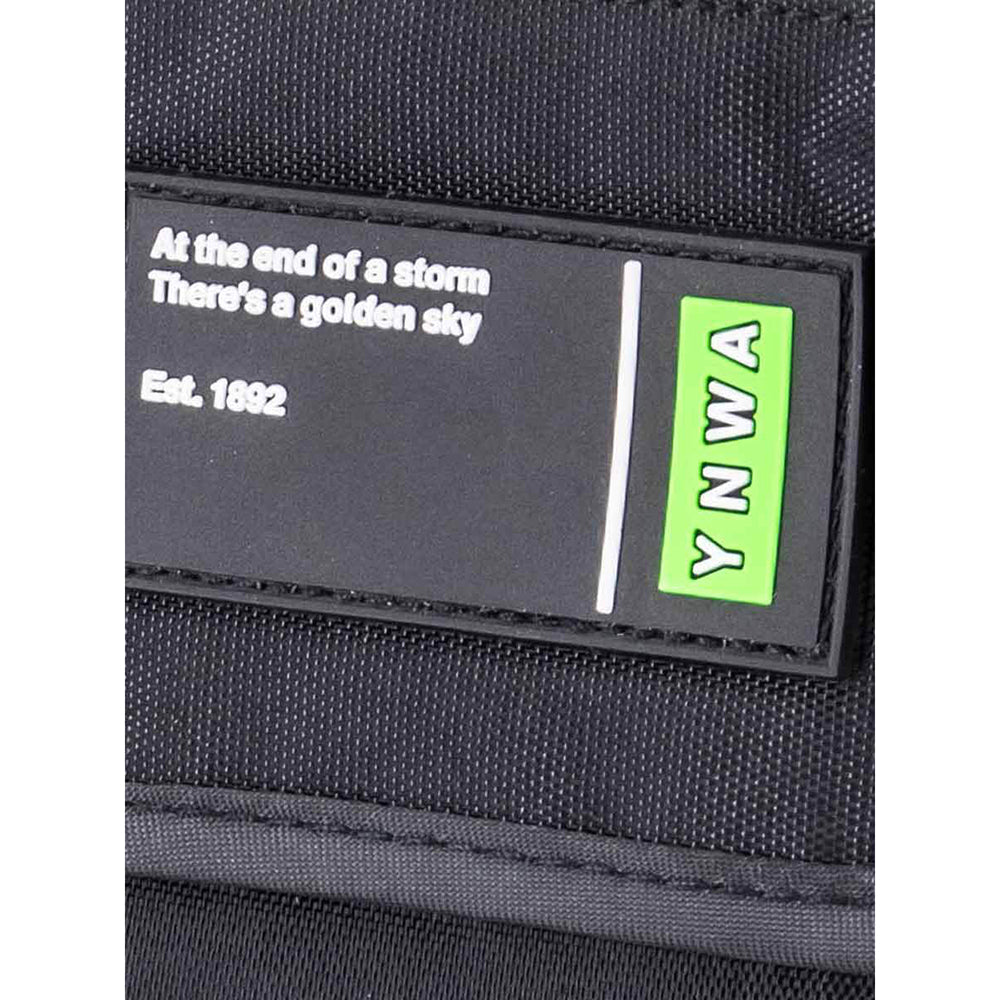 At the end of a storm
There's a golden sky
Est. 1892
YNWA